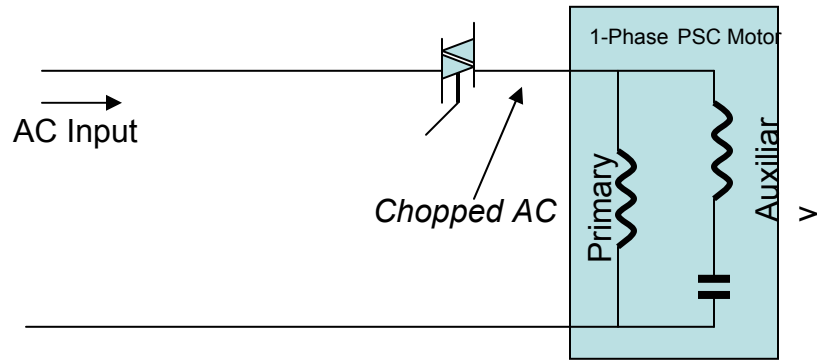 1-Phase PSC Motor
AC Input
Chopped AC
Primary
Auxiliar
y